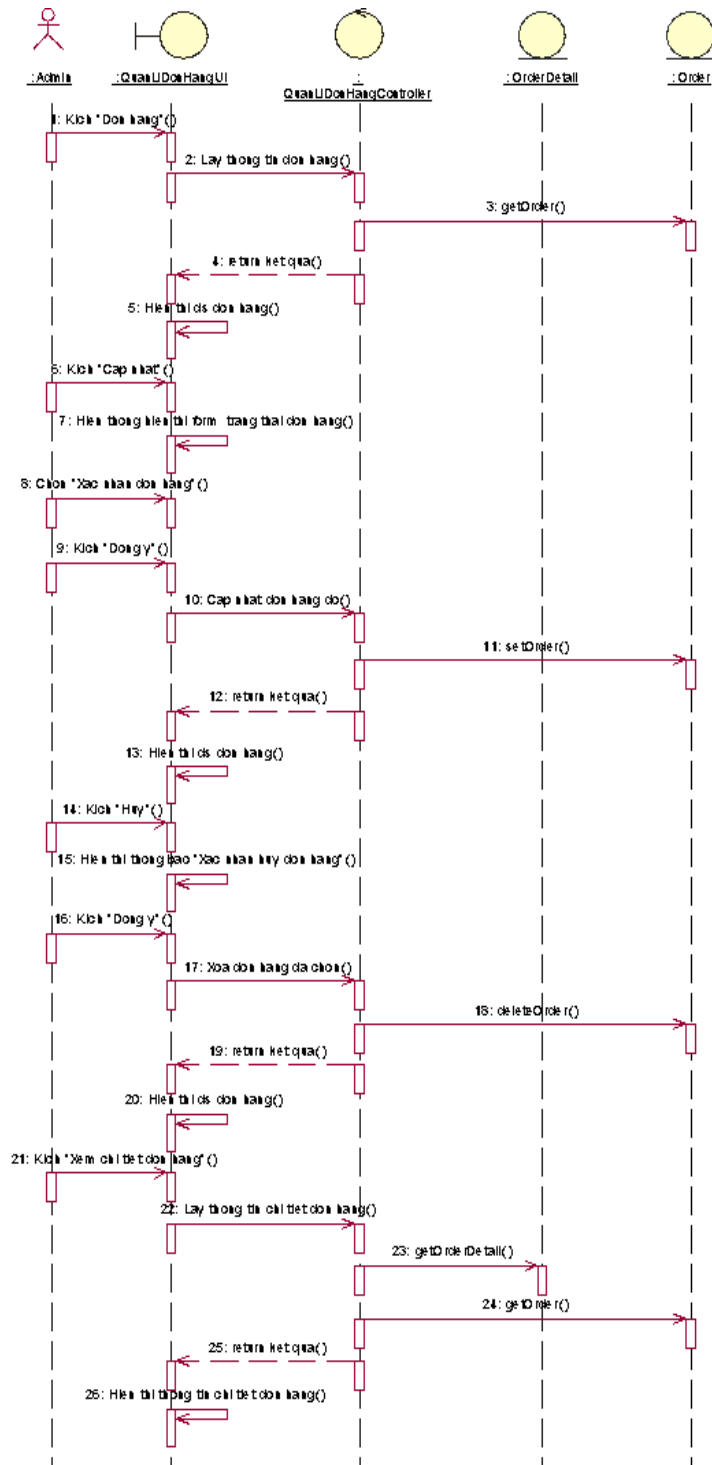 : Admin
: QuanLiDonHangUI
:
QuanLiDonHangController
: OrderDetail
: Order
1: Kich "Don hang"()
2: Lay thong tin don hang()
3: getOrder()
4: return ket qua()
5: Hien thi ds don hang()
6: Kich "Cap nhat"()
7: Hien thong hien thi form trang thai don hang()
8: Chon "Xac nhan don hang"()
9: Kich "Dong y"()
10: Cap nhat don hang do()
11: setOrder()
12: return ket qua()
13: Hien thi ds don hang()
14: Kich "Huy"()
15: Hien thi thong bao "Xac nhan huy don hang"()
16: Kich "Dong y"()
17: Xoa don hang da chon()
18: deleteOrder()
19: return ket qua()
20: Hien thi ds don hang()
21: Kich "Xem chi tiet don hang"()
22: Lay thong tin chi tiet don hang()
23: getOrderDetail()
24: getOrder()
25: return ket qua()
26: Hien thi thong tin chi tiet don hang()